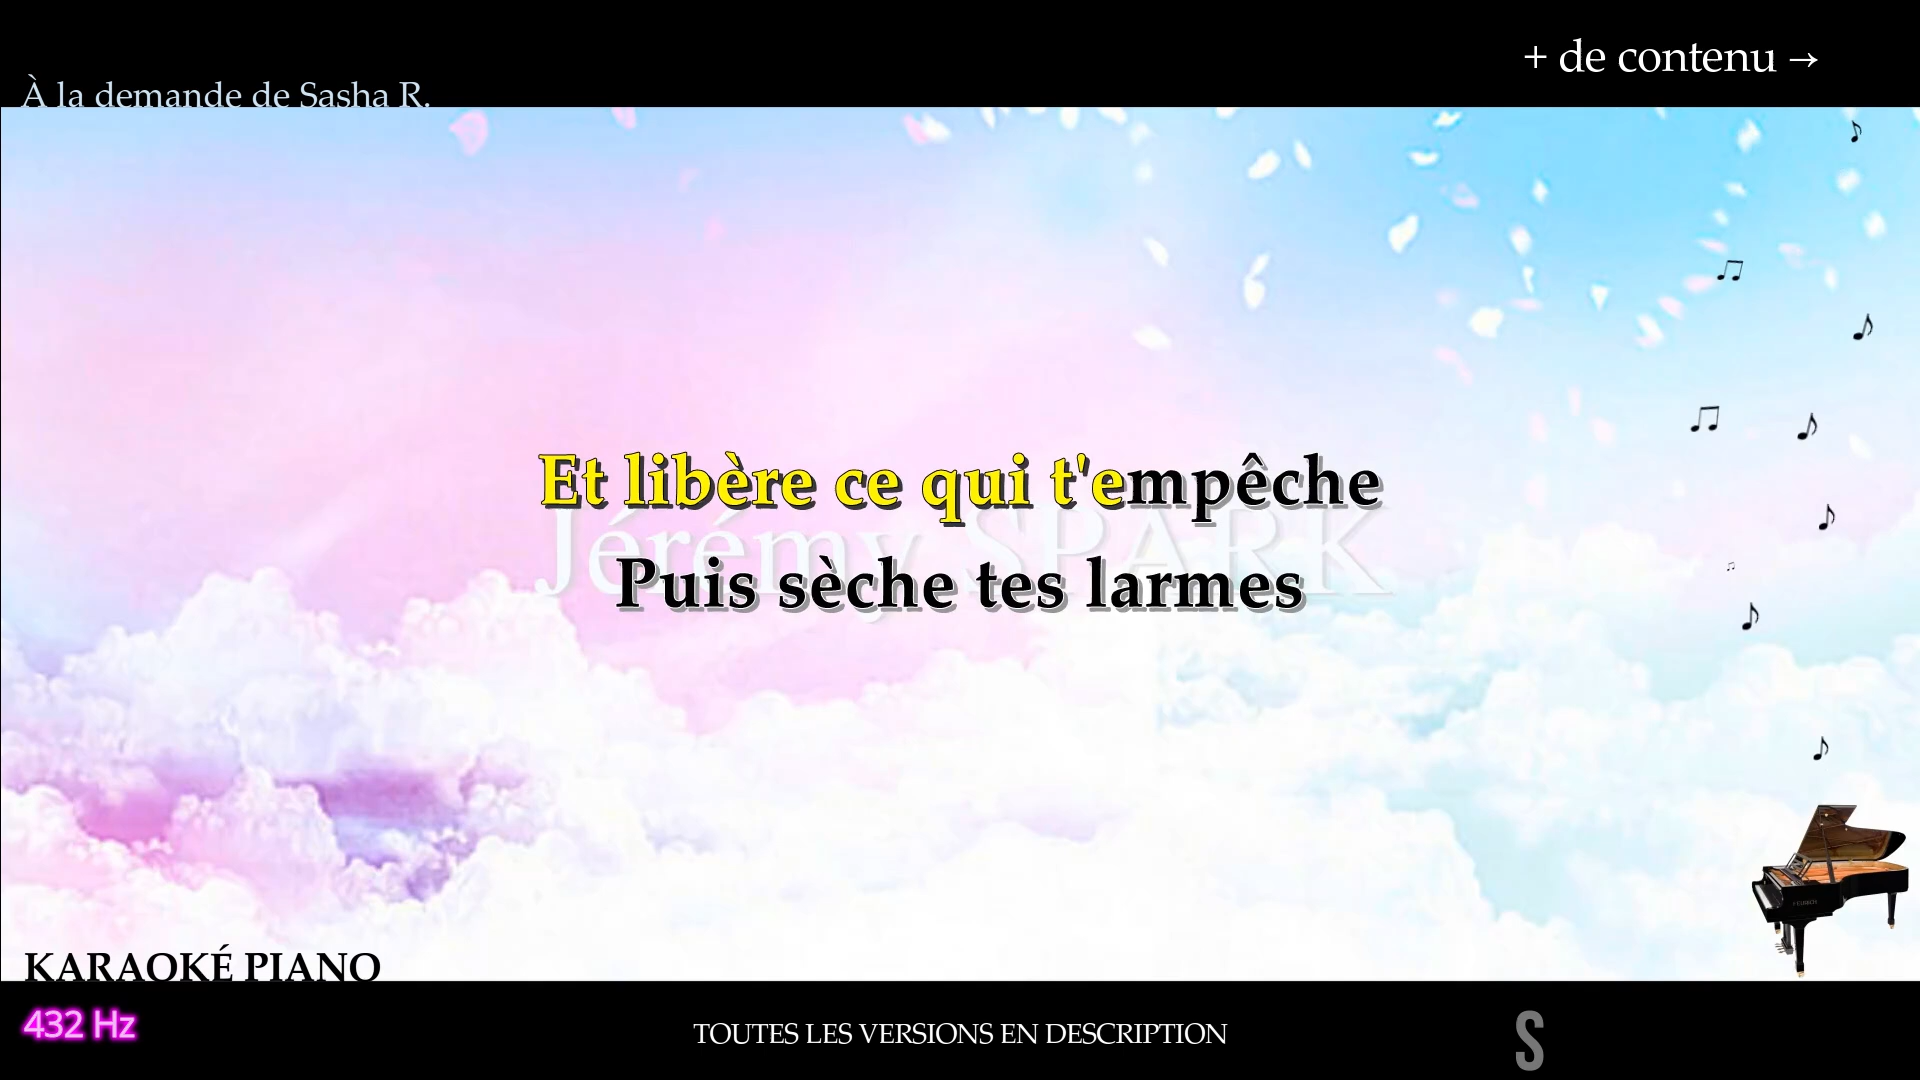 + de contenu →
À la demande de Sasha R.
Et libère ce qui t'empêche
Jérémy SPARK
Puis sèche tes larmes
KARAOKÉ PIANO
432 Hz
TOUTES LES VERSIONS EN DESCRIPTION
S